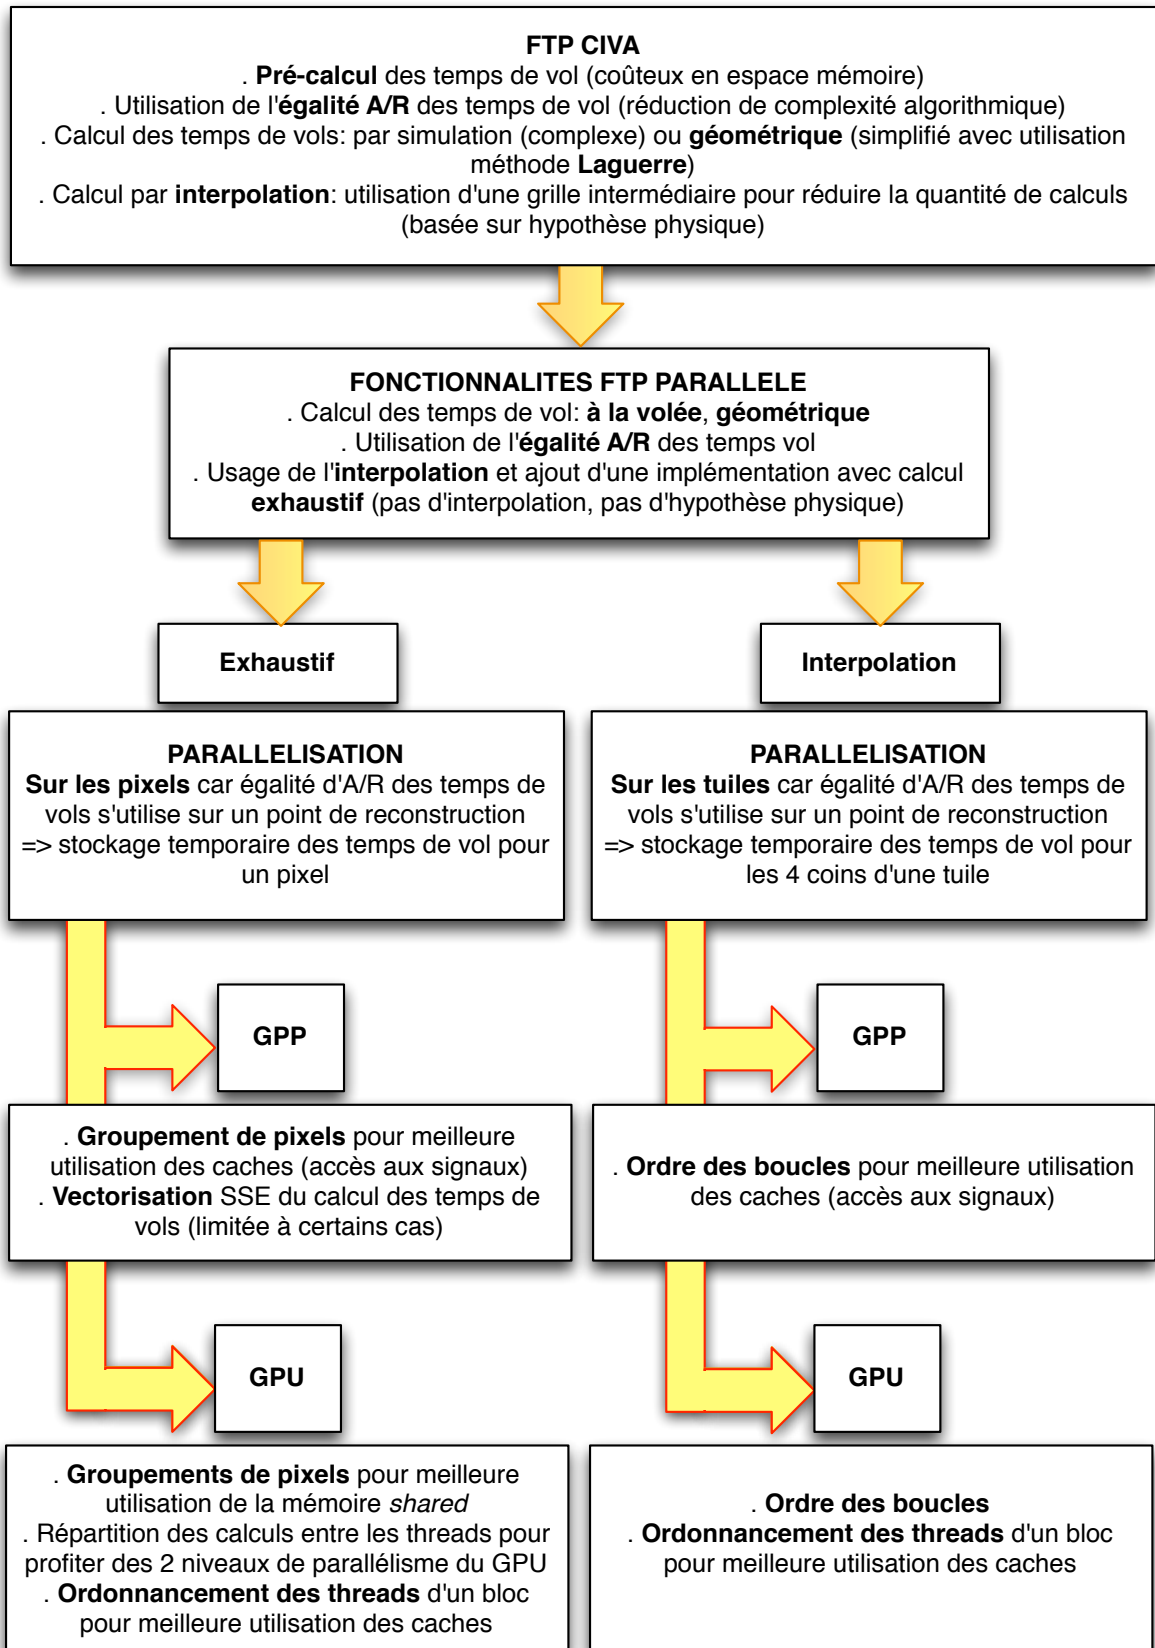 FTP CIVA
. Pré-calcul des temps de vol (coûteux en espace mémoire)
. Utilisation de l'égalité A/R des temps de vol (réduction de complexité algorithmique)
. Calcul des temps de vols: par simulation (complexe) ou géométrique (simplifié avec utilisation
méthode Laguerre)
. Calcul par interpolation: utilisation d'une grille intermédiaire pour réduire la quantité de calculs
(basée sur hypothèse physique)
FONCTIONNALITES FTP PARALLELE
. Calcul des temps de vol: à la volée, géométrique
. Utilisation de l'égalité A/R des temps vol
. Usage de l'interpolation et ajout d'une implémentation avec calcul
exhaustif (pas d'interpolation, pas d'hypothèse physique)
Exhaustif
PARALLELISATION
Sur les pixels car égalité d'A/R des temps de
vols s'utilise sur un point de reconstruction
=> stockage temporaire des temps de vol pour
un pixel
GPP
. Groupement de pixels pour meilleure
utilisation des caches (accès aux signaux)
. Vectorisation SSE du calcul des temps de
vols (limitée à certains cas)
GPU
. Groupements de pixels pour meilleure
utilisation de la mémoire shared
. Répartition des calculs entre les threads pour
profiter des 2 niveaux de parallélisme du GPU
. Ordonnancement des threads d'un bloc
pour meilleure utilisation des caches
Interpolation
PARALLELISATION
Sur les tuiles car égalité d'A/R des temps de
vols s'utilise sur un point de reconstruction
=> stockage temporaire des temps de vol pour
les 4 coins d'une tuile
GPP
. Ordre des boucles pour meilleure utilisation
des caches (accès aux signaux)
GPU
. Ordre des boucles
. Ordonnancement des threads d'un bloc
pour meilleure utilisation des caches